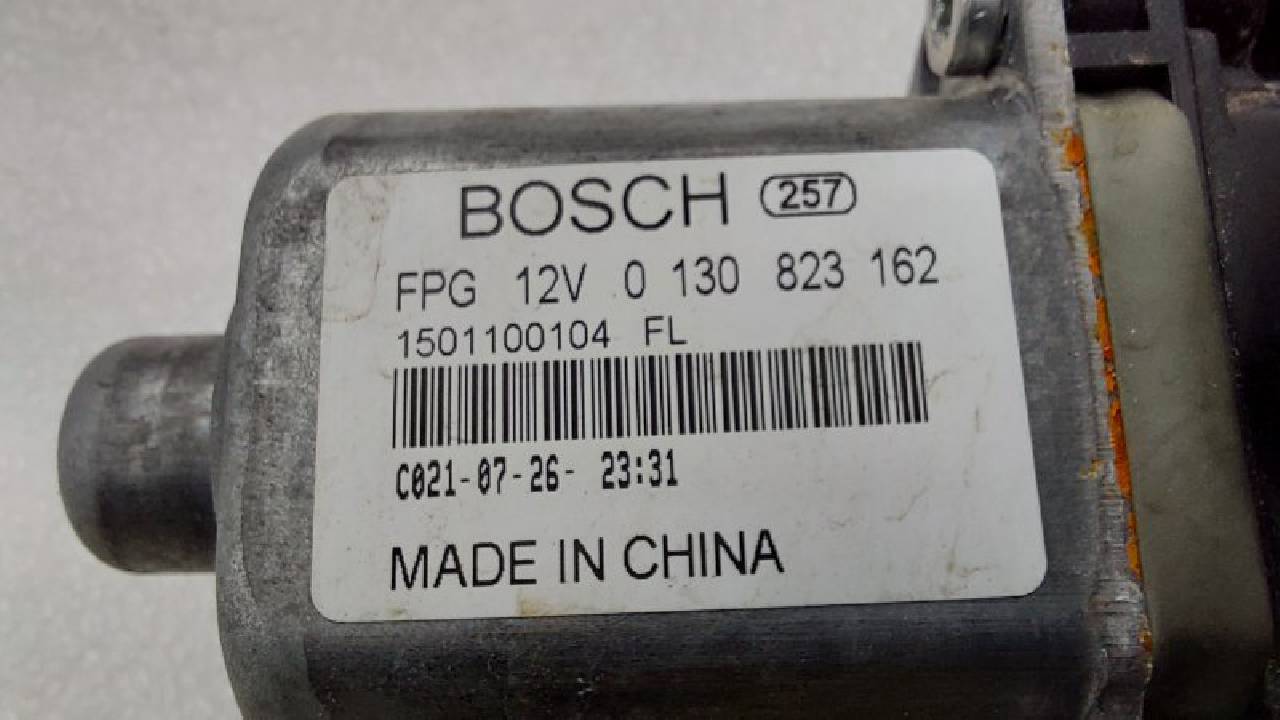 BOSCH 257
FPG 12V 0 130 823 162
1501100104 FL
C021-07-26- 23:31
MADE IN CHINA